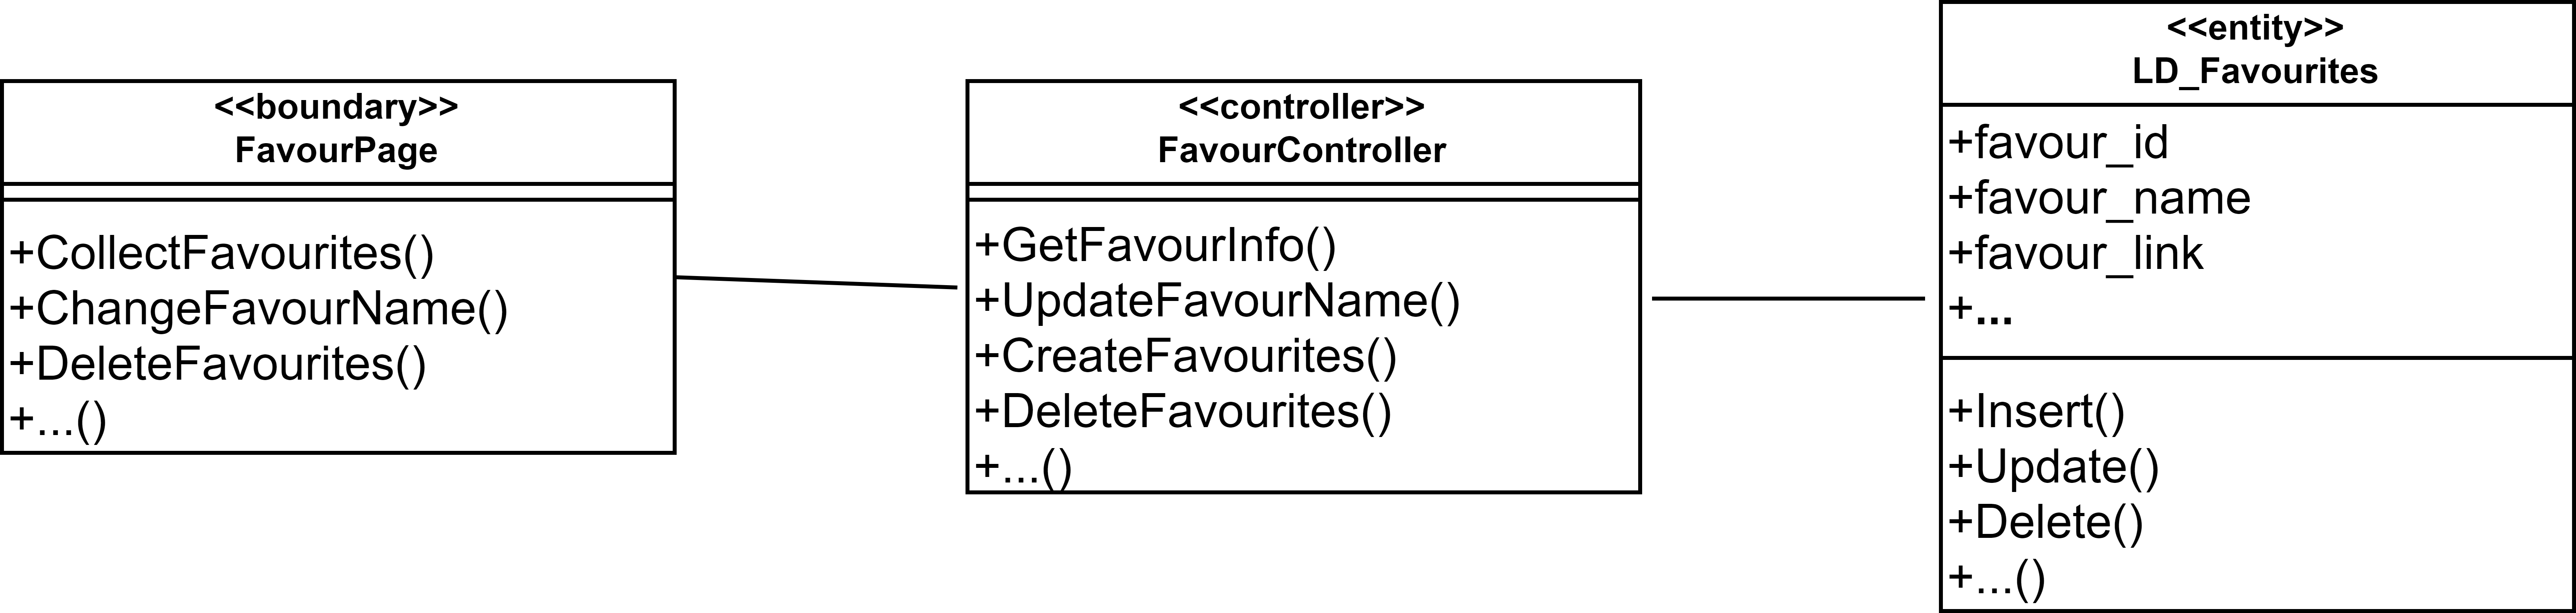 <<boundary>>
FavourPage
+CollectFavourites()
+ChangeFavourName()
+DeleteFavourites()
+...()
<<controller>>
FavourController
+GetFavourInfo()
+UpdateFavourName()
+CreateFavourites()
+DeleteFavourites()
+...()
<<entity>>
LD_Favourites
+favour_id
+favour_name
+favour_link
+...
+Insert()
+Update()
+Delete()
+...()